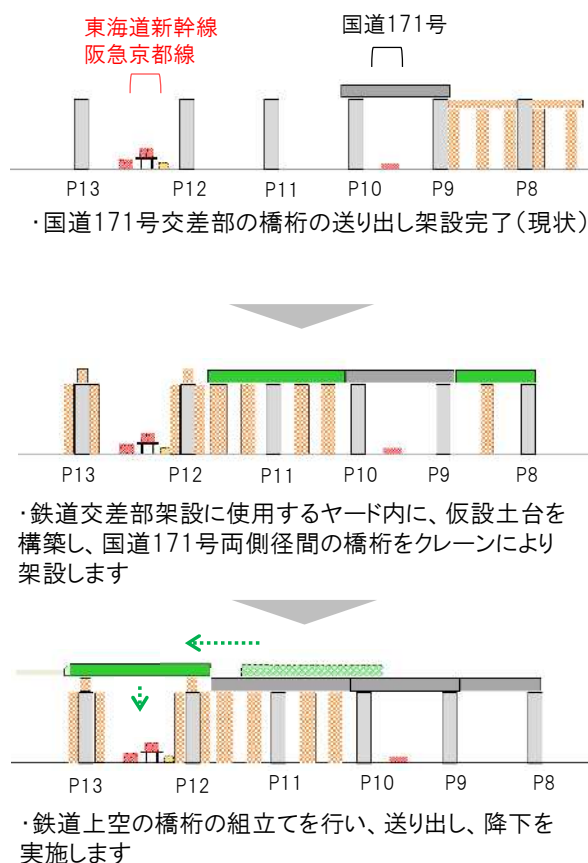 東海道新幹線
阪急京都線
国道171号
P13 P12 P11 P10 P9 P8
・国道171号交差部の橋桁の送り出し架設完了(現状)
P13 P12 P11 P10 P9 P8
・鉄道交差部架設に使用するヤード内に、仮設土台を
構築し、国道171号両側径間の橋桁をクレーンにより
架設します
P13 P12 P11 P10 P9 P8
・鉄道上空の橋桁の組立てを行い、送り出し、降下を
実施します